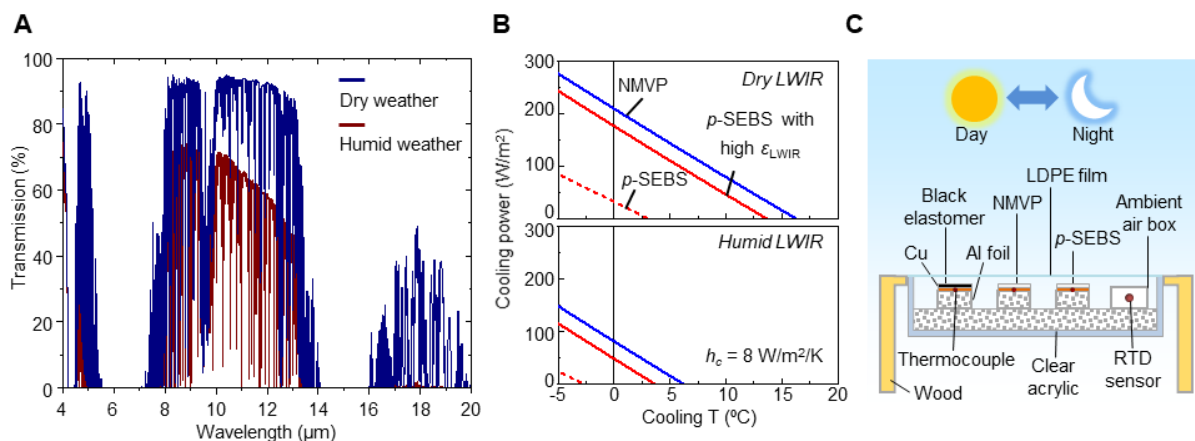 A
Transmission (%)
100
80
60
40
20
0
Dry weather
Humid weather
4
6
8
10
12
14
16
18
20
Wavelength (µm)
B
Cooling power (W/m²)
300
200
100
0
NMVP
Dry LWIR
p-SEBS with
high εLWIR
p-SEBS
300
200
100
0
Humid LWIR
h_c = 8 W/m²/K
-5
0
5
10
15
20
Cooling T (ºC)
C
Day
Night
LDPE film
Black
elastomer
NMVP
Ambient
air box
Cu
Al foil
p-SEBS
Thermocouple
Clear
acrylic
RTD
sensor
Wood